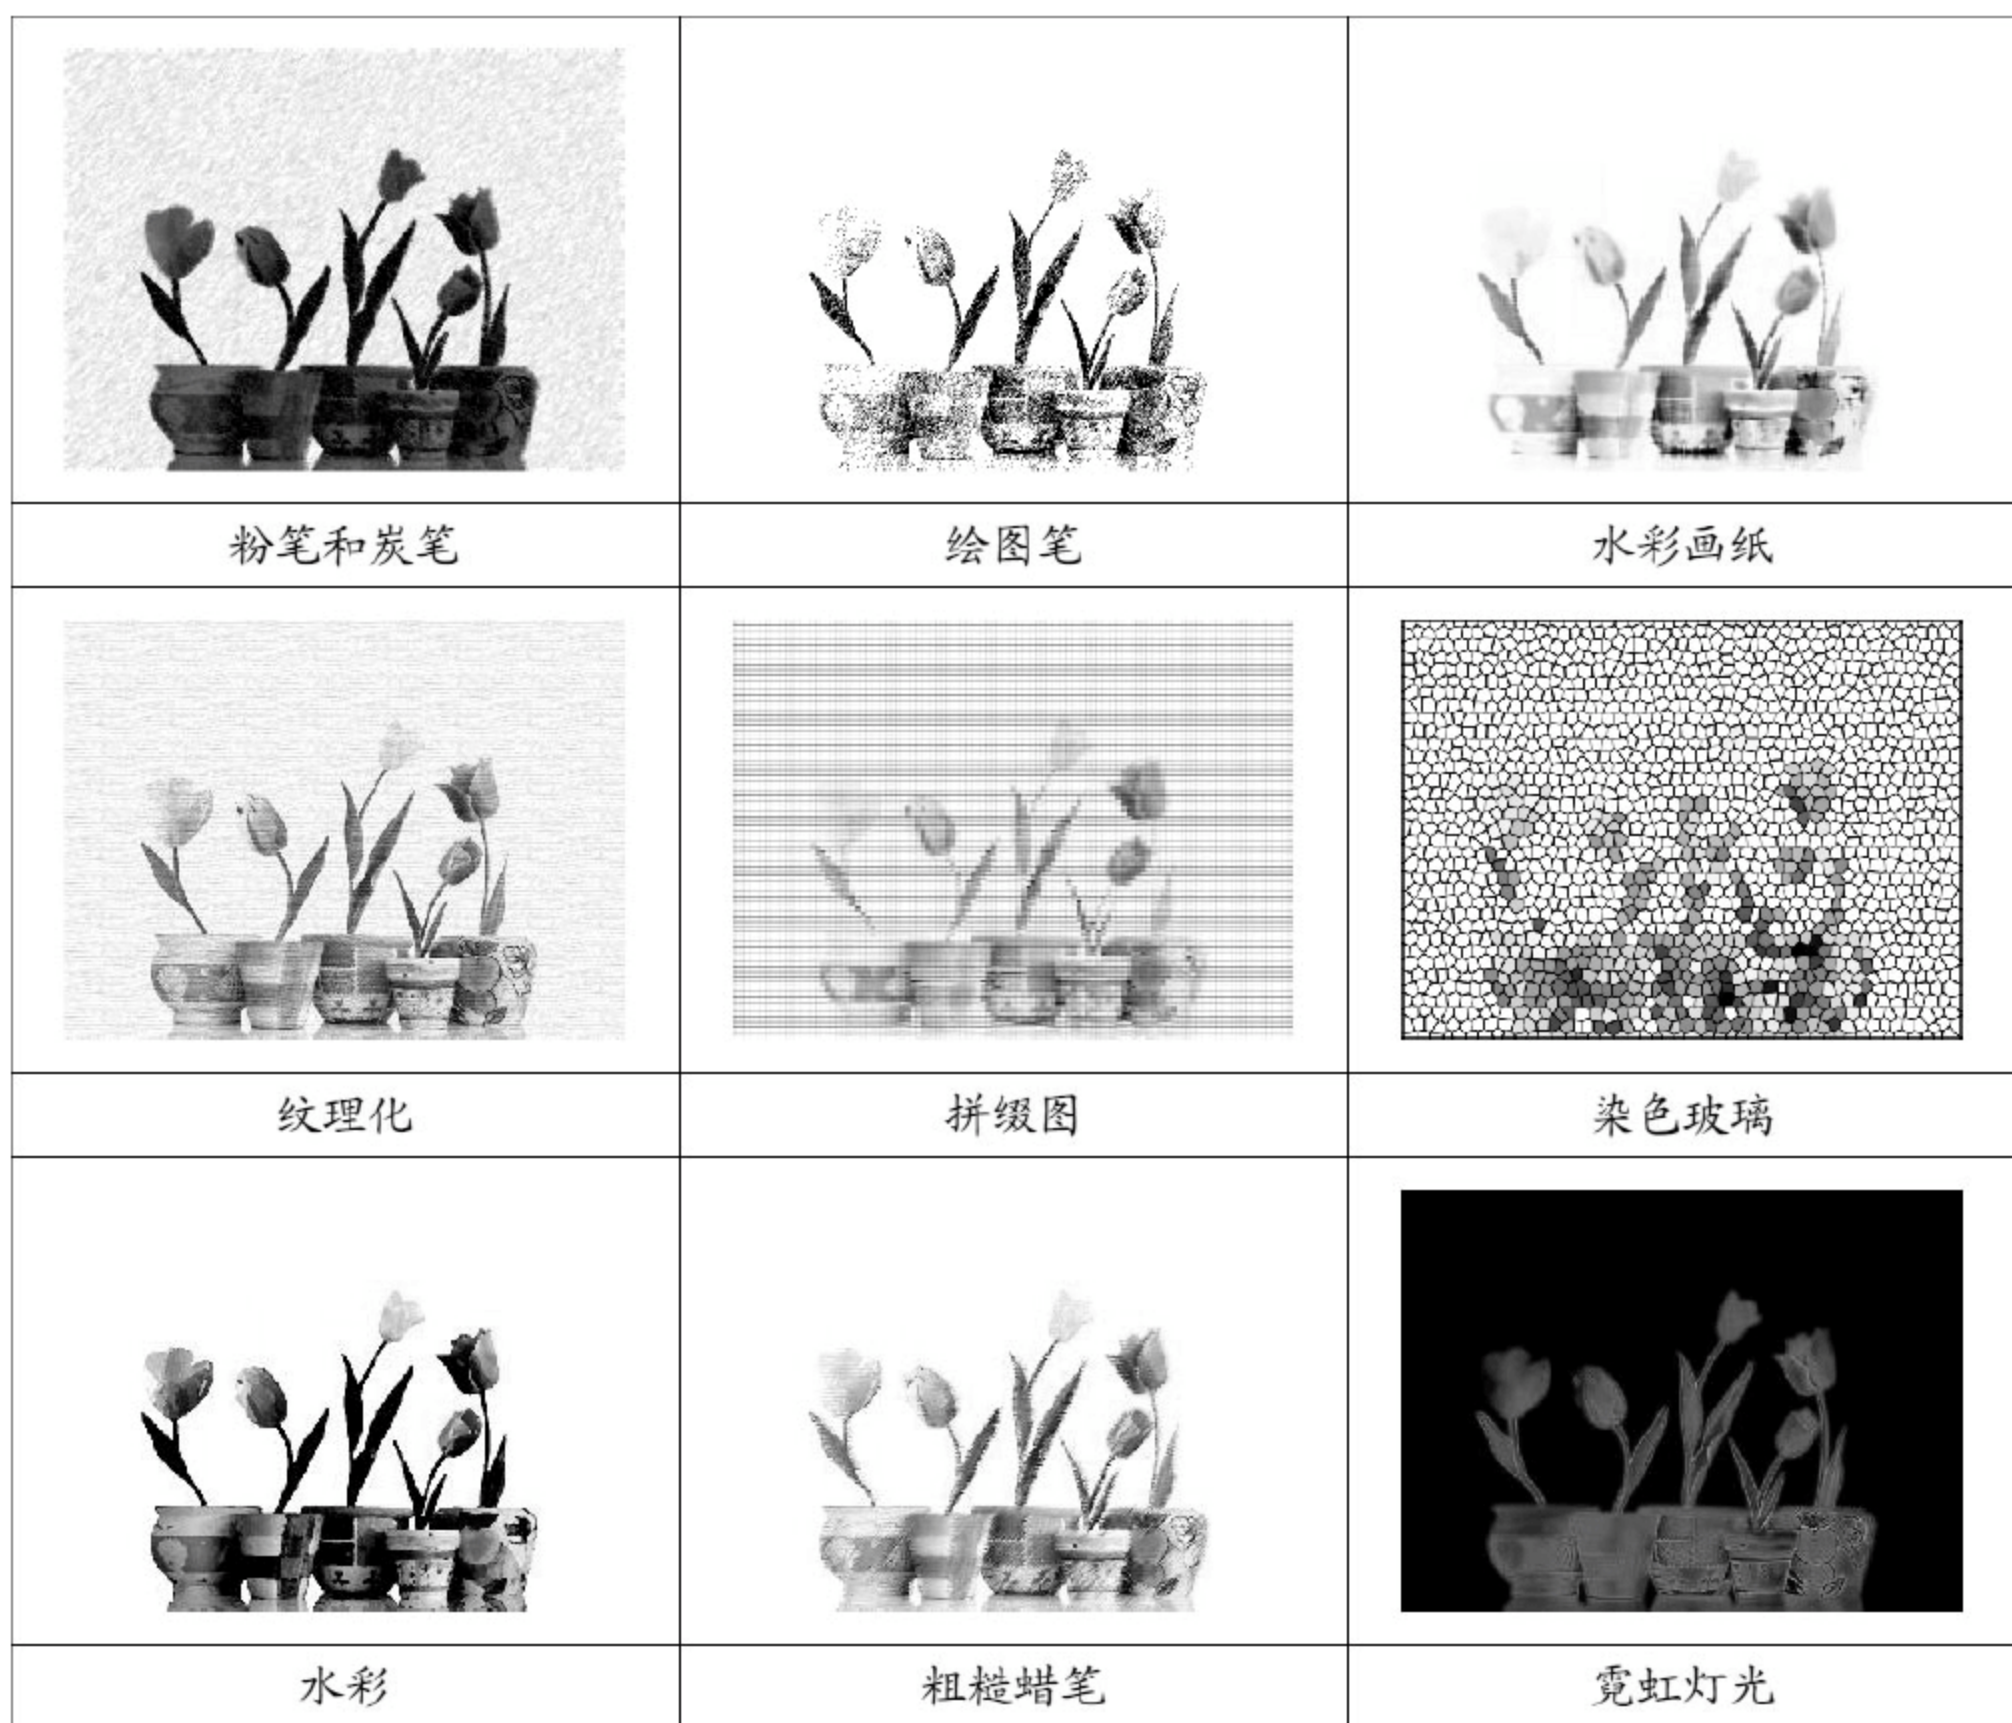 粉笔和炭笔
绘图笔
水彩画纸
纹理化
拼缀图
染色玻璃
水彩
粗糙蜡笔
霓虹灯光